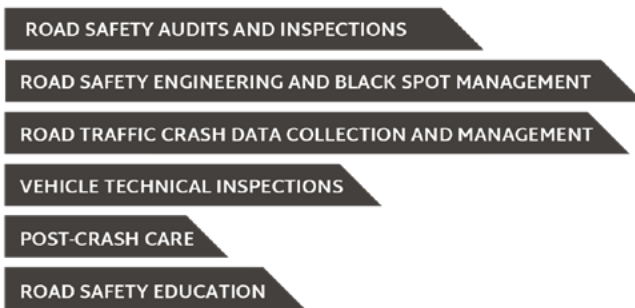 ROAD SAFETY AUDITS AND INSPECTIONS
ROAD SAFETY ENGINEERING AND BLACK SPOT MANAGEMENT
ROAD TRAFFIC CRASH DATA COLLECTION AND MANAGEMENT
VEHICLE TECHNICAL INSPECTIONS
POST-CRASH CARE
ROAD SAFETY EDUCATION